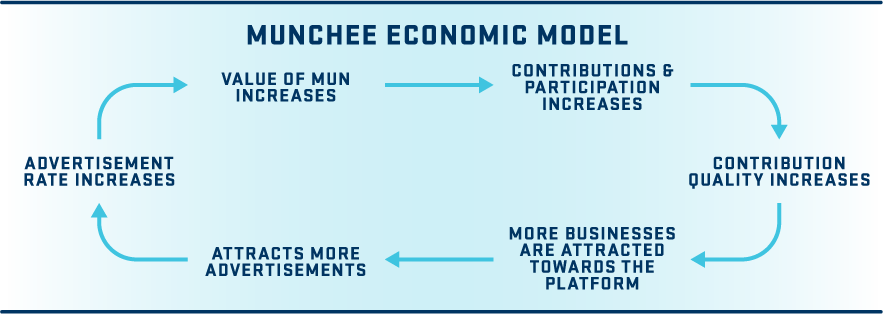 MUNCHEE ECONOMIC MODEL
VALUE OF MUN
INCREASES
CONTRIBUTIONS &
PARTICIPATION
INCREASES
CONTRIBUTION
QUALITY INCREASES
MORE BUSINESSES
ARE ATTRACTED
TOWARDS THE
PLATFORM
ATTRACTS MORE
ADVERTISEMENTS
ADVERTISEMENT
RATE INCREASES